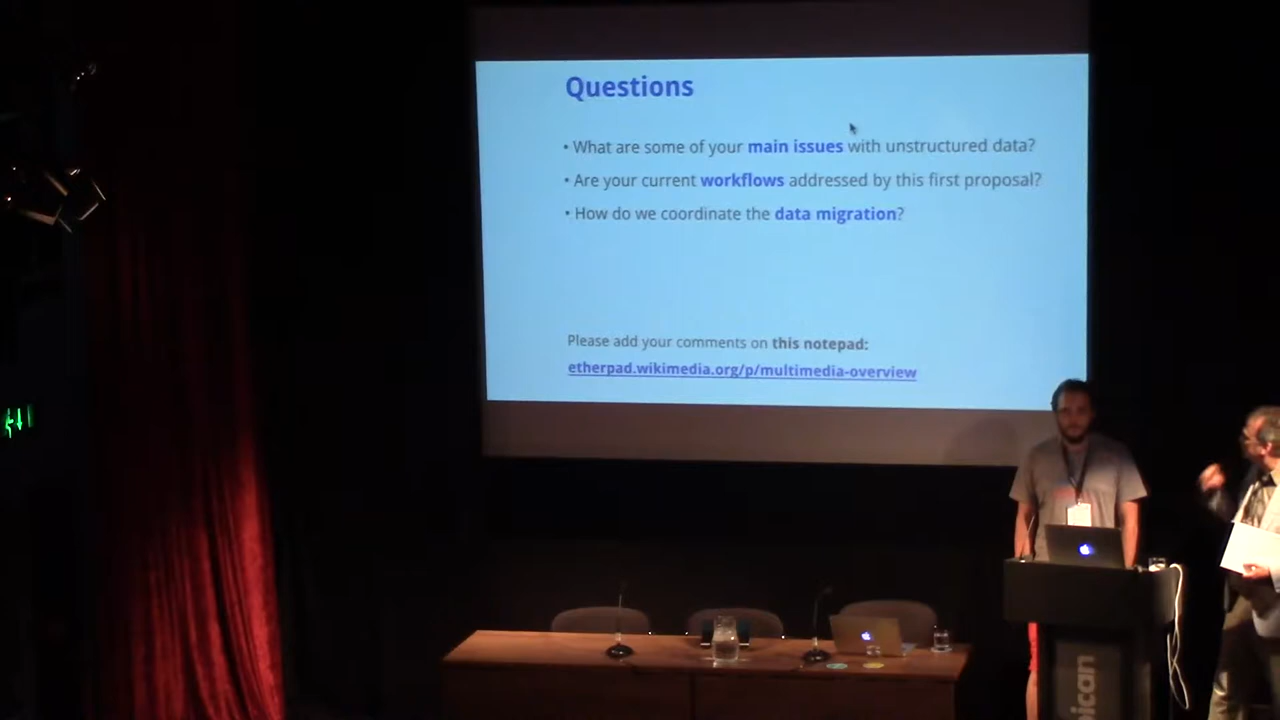 Questions
• What are some of your main issues with unstructured data?
• Are your current workflows addressed by this first proposal?
• How do we coordinate the data migration?
Please add your comments on this notepad:
etherpad.wikimedia.org/p/multimedia-overview
bican